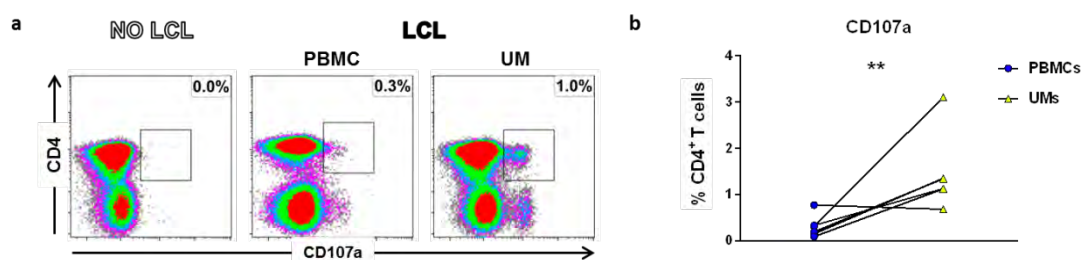 a
NO LCL
LCL
PBMC
UM
0.0%
0.3%
1.0%
CD4
CD107a
b
CD107a
**
% CD4+ T cells
4
3
2
1
0
PBMCs
UMs